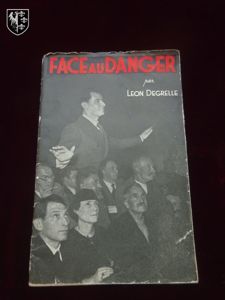 FACE AU DANGER
par
LEON DEGRELLE